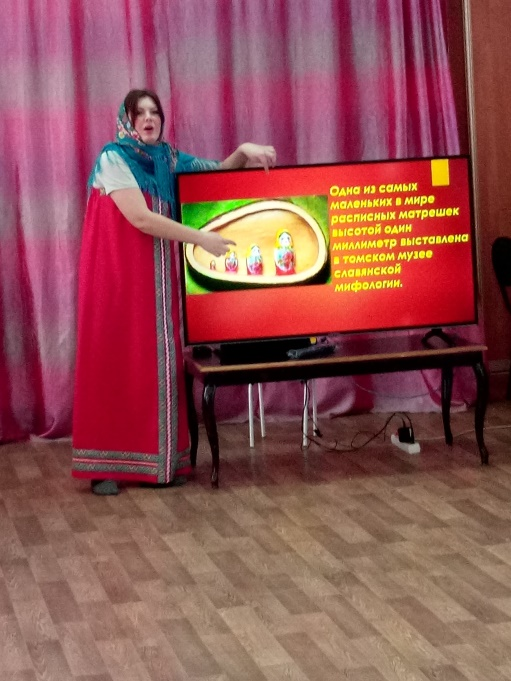 Одна из самых
маленьких в мире
расписных матрешек
высотой один
миллиметр выставлена
в томском музее
славянской
мифологии.